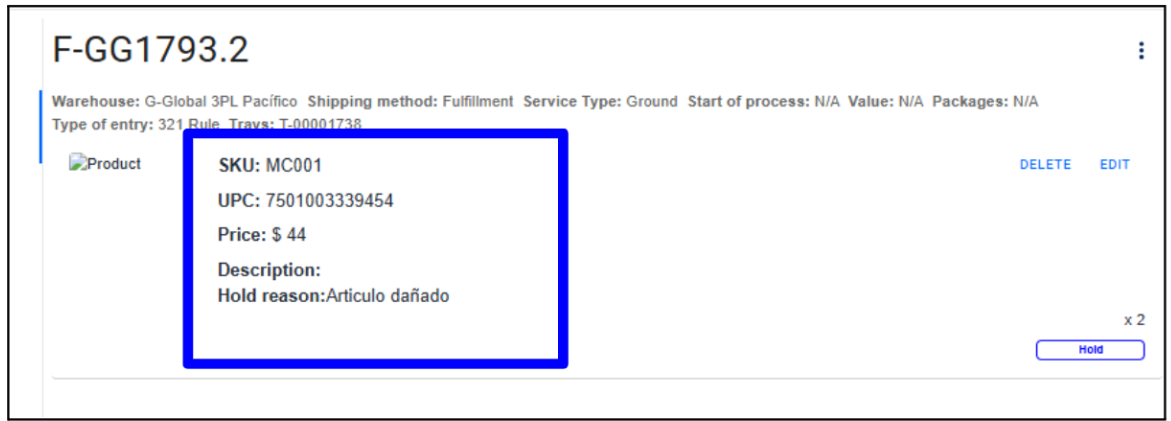 F-GG1793.2
Warehouse: G-Global 3PL Pacífico Shipping method: Fulfillment Service Type: Ground Start of process: N/A Value: N/A Packages: N/A
Type of entry: 321 Rule Trays: T-00001738
Product
SKU: MC001
DELETE EDIT
UPC: 7501003339454
Price: $ 44
Description:
Hold reason:Articulo dañado
x 2
Hold